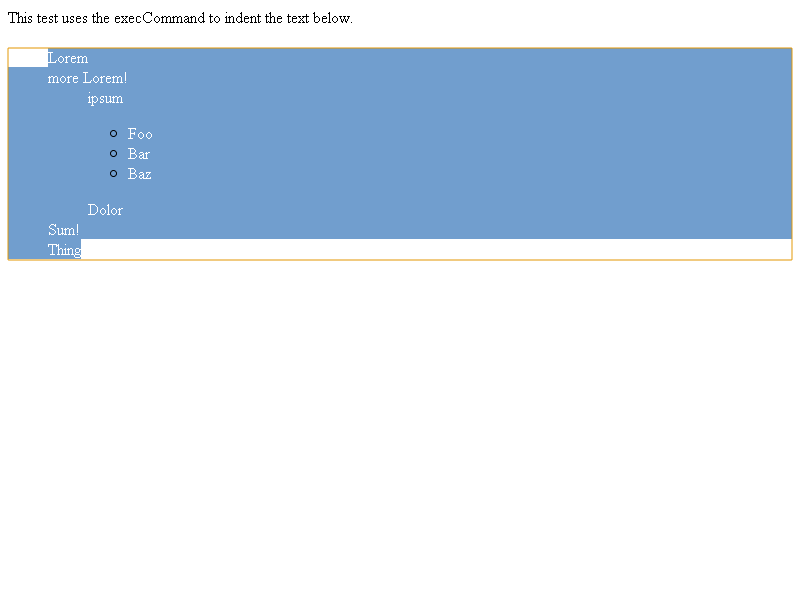 This test uses the execCommand to indent the text below.
Lorem
more Lorem!
ipsum
Foo
Bar
Baz
Dolor
Sum!
Thing